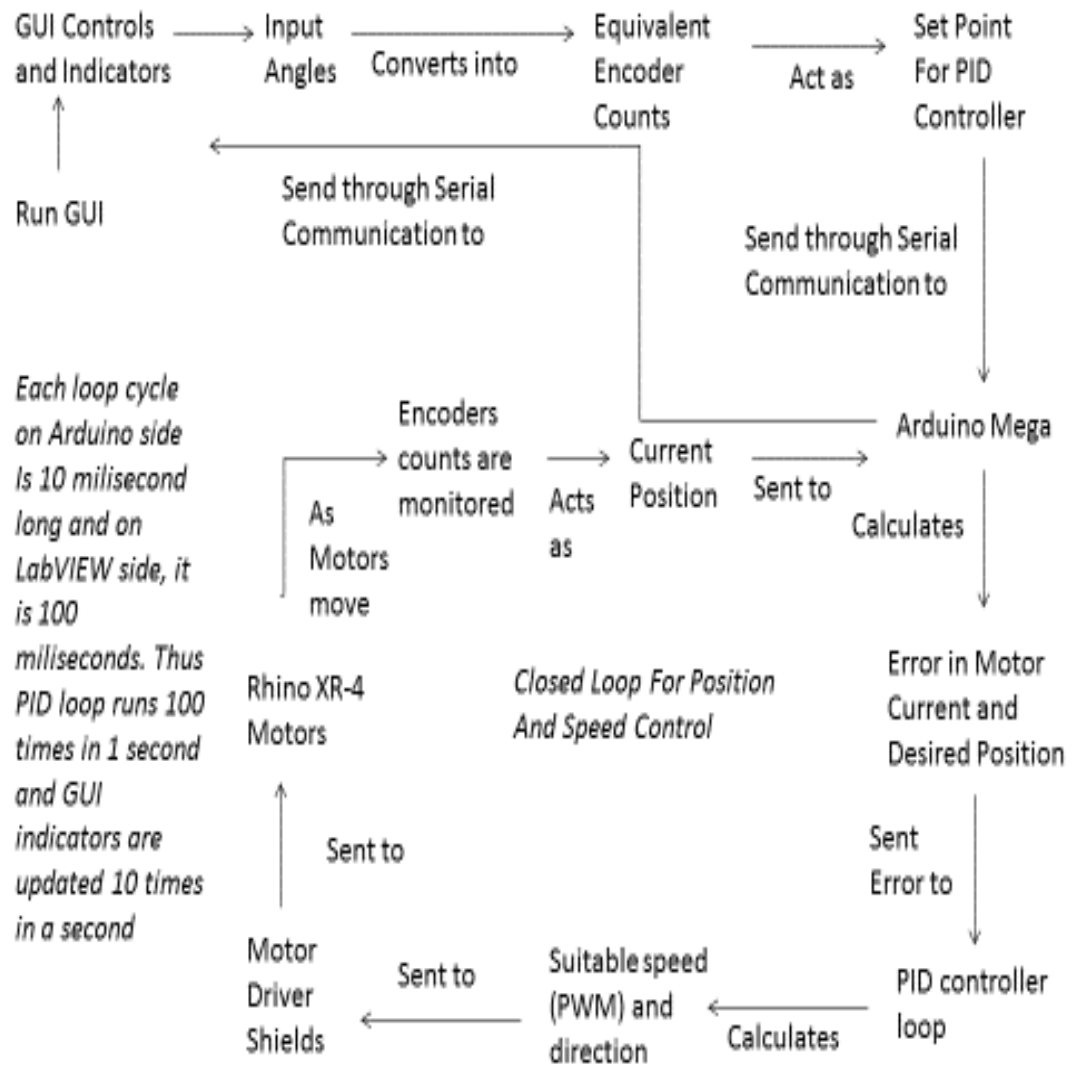 GUI Controls
and Indicators
Input
Angles
Converts into
Equivalent
Encoder
Counts
Act as
Set Point
For PID
Controller
Run GUI
Send through Serial
Communication to
Send through Serial
Communication to
Each loop cycle
on Arduino side
Is 10 milisecond
long and on
LabVIEW side, it
is 100
miliseconds. Thus
PID loop runs 100
times in 1 second
and GUI
indicators are
updated 10 times
in a second
As
Motors
move
Encoders
counts are
monitored
Acts
as
Current
Position
Sent to
Arduino Mega
Calculates
Rhino XR-4
Motors
Closed Loop For Position
And Speed Control
Error in Motor
Current and
Desired Position
Sent to
Sent
Error to
Motor
Driver
Shields
Sent to
Suitable speed
(PWM) and
direction
Calculates
PID controller
loop